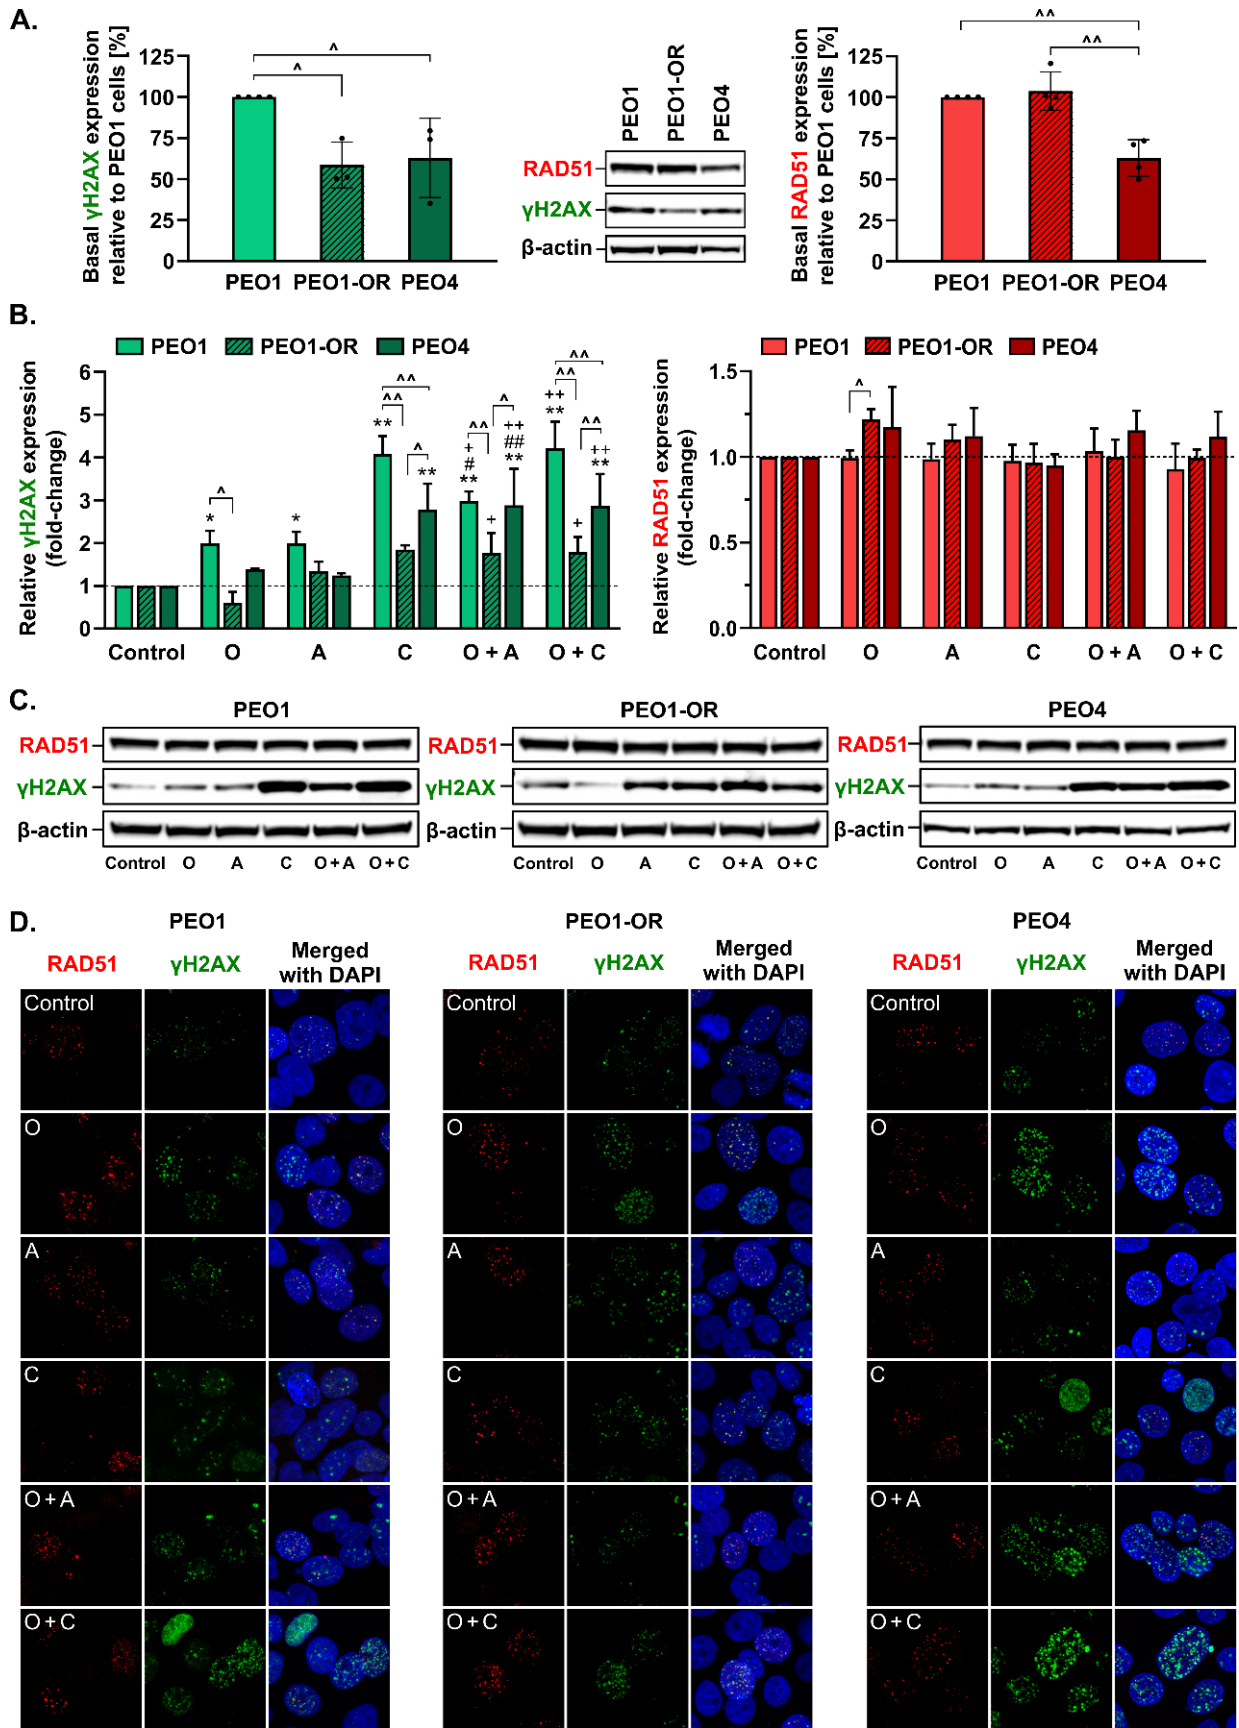 A.
Basal γH2AX expression
relative to PEO1 cells [%]
125
100
75
50
25
0
^
^
PEO1 PEO1-OR PEO4
PEO1
PEO1-OR
PEO4
RAD51
γH2AX
β-actin
Basal RAD51 expression
relative to PEO1 cells [%]
125
100
75
50
25
0
^^
^^
PEO1 PEO1-OR PEO4
B.
PEO1 PEO1-OR PEO4
Relative γH2AX expression
(fold-change)
6
5
4
3
2
1
0
*
^
*
**
^^
^^
^
**
+
#
**
^^
+
^
++
##
**
++
**
^^
^^
+
^^
++
**
Control O A C O + A O + C
PEO1 PEO1-OR PEO4
Relative RAD51 expression
(fold-change)
1.5
1.0
0.5
0.0
^
Control O A C O + A O + C
C.
PEO1
RAD51
γH2AX
β-actin
Control O A C O + A O + C
PEO1-OR
RAD51
γH2AX
β-actin
Control O A C O + A O + C
PEO4
RAD51
γH2AX
β-actin
Control O A C O + A O + C
D.
PEO1
RAD51 γH2AX Merged
with DAPI
Control
O
A
C
O + A
O + C
PEO1-OR
RAD51 γH2AX Merged
with DAPI
Control
O
A
C
O + A
O + C
PEO4
RAD51 γH2AX Merged
with DAPI
Control
O
A
C
O + A
O + C